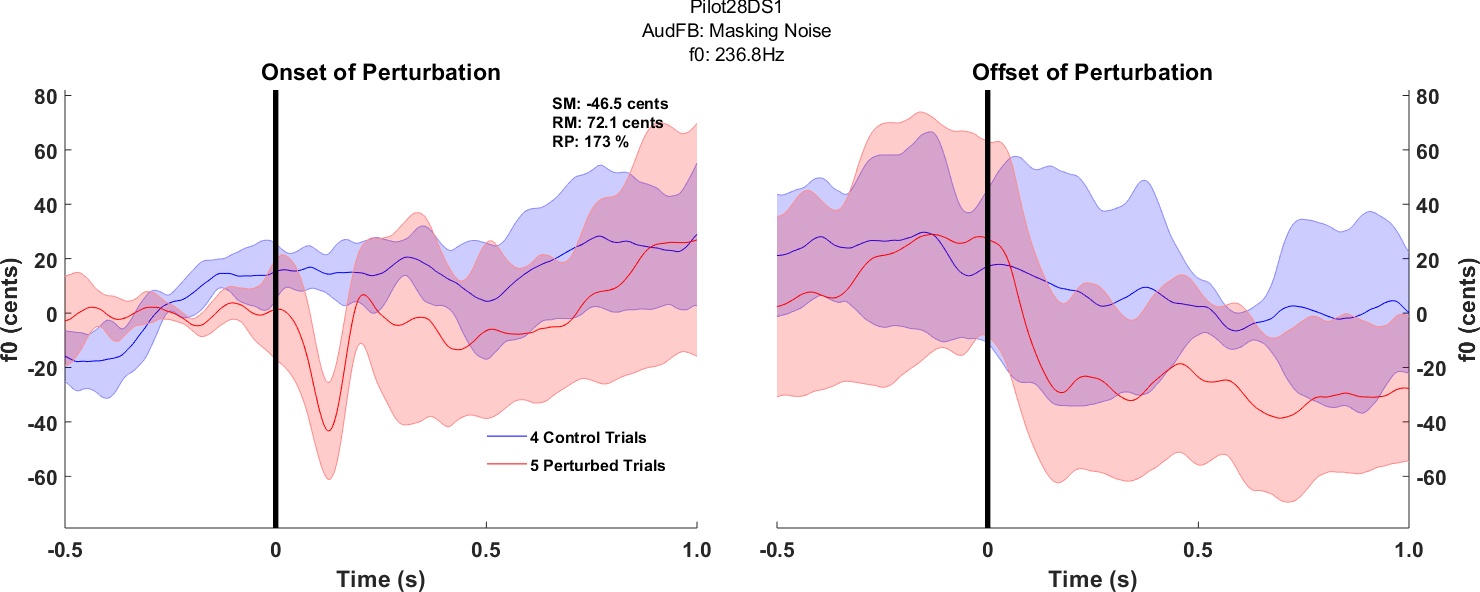 Pilot28DS1
AudFB: Masking Noise
f0: 236.8Hz
Onset of Perturbation
SM: -46.5 cents
RM: 72.1 cents
RP: 173 %
80
60
40
20
0
-20
-40
-60
f0 (cents)
4 Control Trials
5 Perturbed Trials
-0.5
0
0.5
1.0
Time (s)
Offset of Perturbation
80
60
40
20
0
-20
-40
-60
f0 (cents)
-0.5
0
0.5
1.0
Time (s)